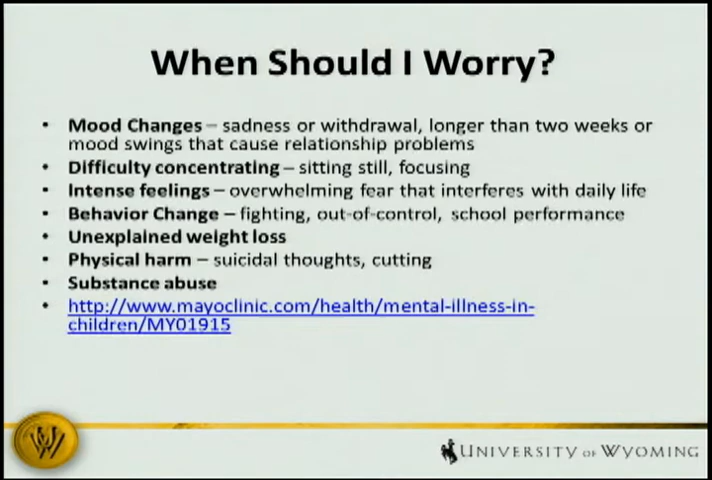 When Should I Worry?
• Mood Changes – sadness or withdrawal, longer than two weeks or
mood swings that cause relationship problems
• Difficulty concentrating – sitting still, focusing
• Intense feelings – overwhelming fear that interferes with daily life
• Behavior Change – fighting, out-of-control, school performance
• Unexplained weight loss
• Physical harm – suicidal thoughts, cutting
• Substance abuse
• http://www.mayoclinic.com/health/mental-illness-in-
children/MY01915
UW
UNIVERSITY OF WYOMING